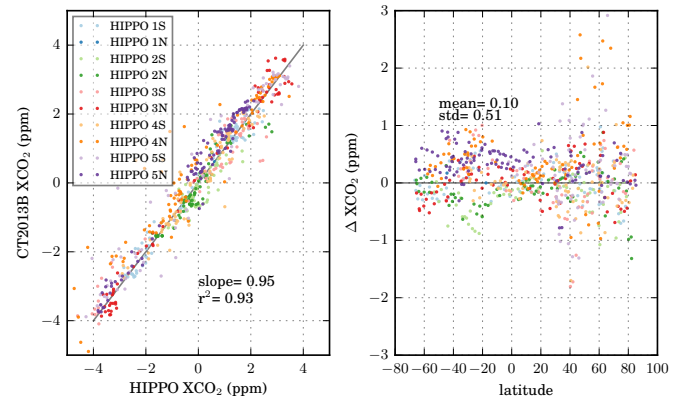 HIPPO 1S
HIPPO 1N
HIPPO 2S
HIPPO 2N
HIPPO 3S
HIPPO 3N
HIPPO 4S
HIPPO 4N
HIPPO 5S
HIPPO 5N
slope= 0.95
r²= 0.93
4
2
0
−2
−4
CT2013B XCO₂ (ppm)
−4 −2 0 2 4
HIPPO XCO₂ (ppm)
mean= 0.10
std= 0.51
3
2
1
0
−1
−2
−3
Δ XCO₂ (ppm)
−80 −60 −40 −20 0 20 40 60 80 100
latitude